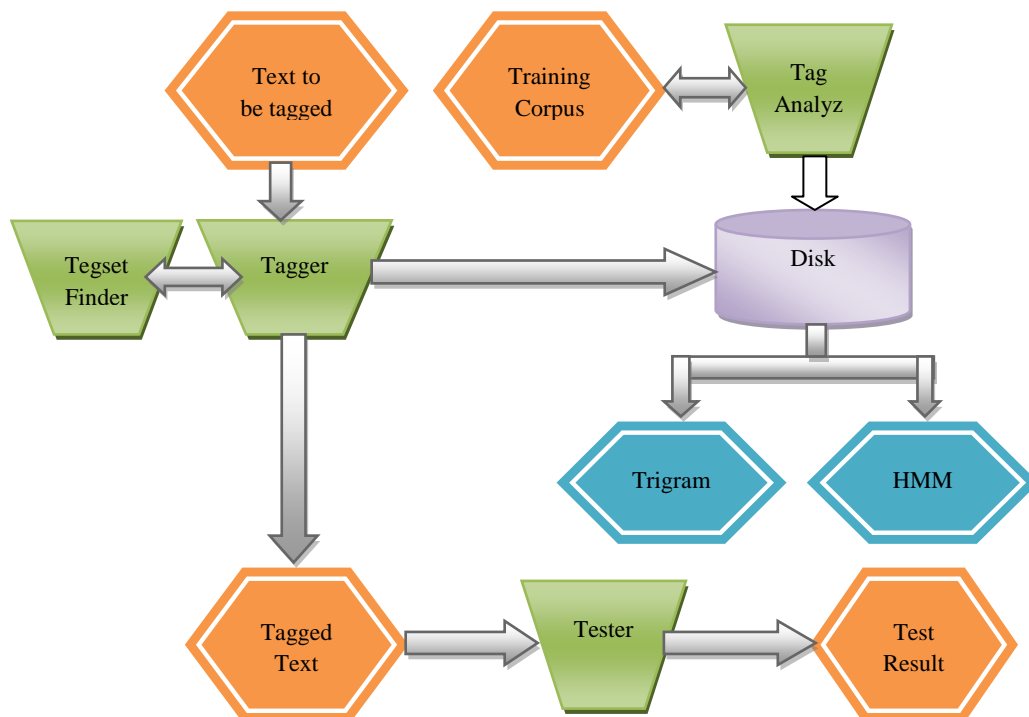 Text to
be tagged
Training
Corpus
Tag
Analyz
Tegset
Finder
Tagger
Disk
Trigram
HMM
Tagged
Text
Tester
Test
Result